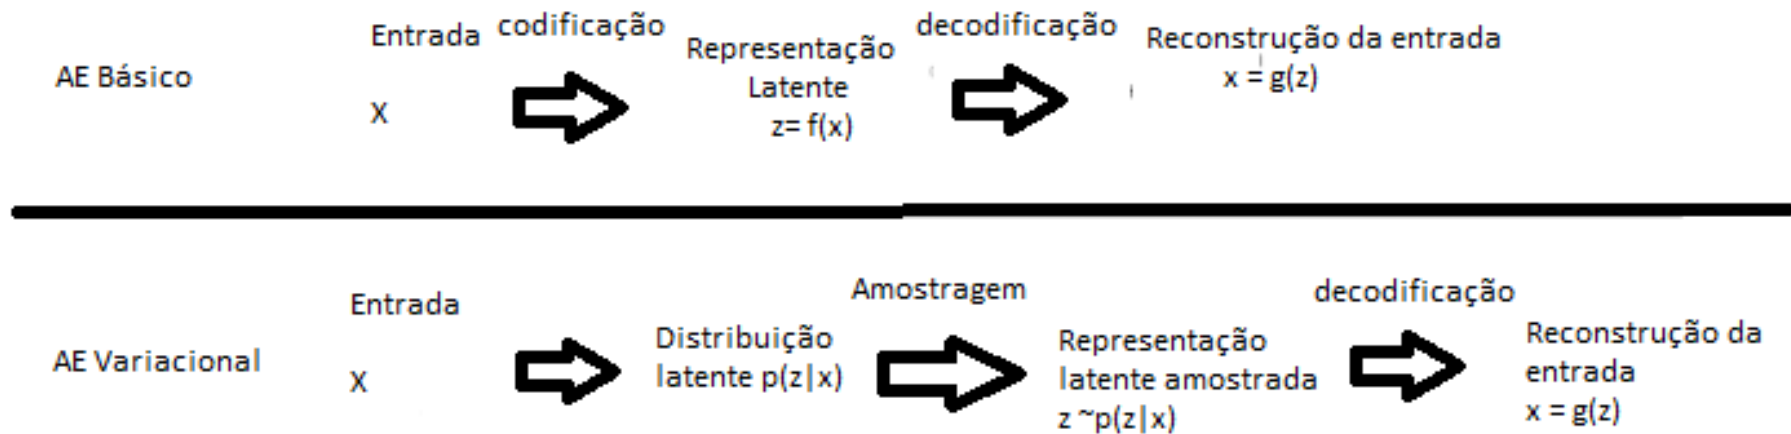 AE Básico
Entrada
X
codificação
Representação
Latente
z= f(x)
decodificação
Reconstrução da entrada
x = g(z)
AE Variacional
Entrada
X
Distribuição
latente p(z|x)
Amostragem
Representação
latente amostrada
z ~p(z|x)
decodificação
Reconstrução da
entrada
x = g(z)